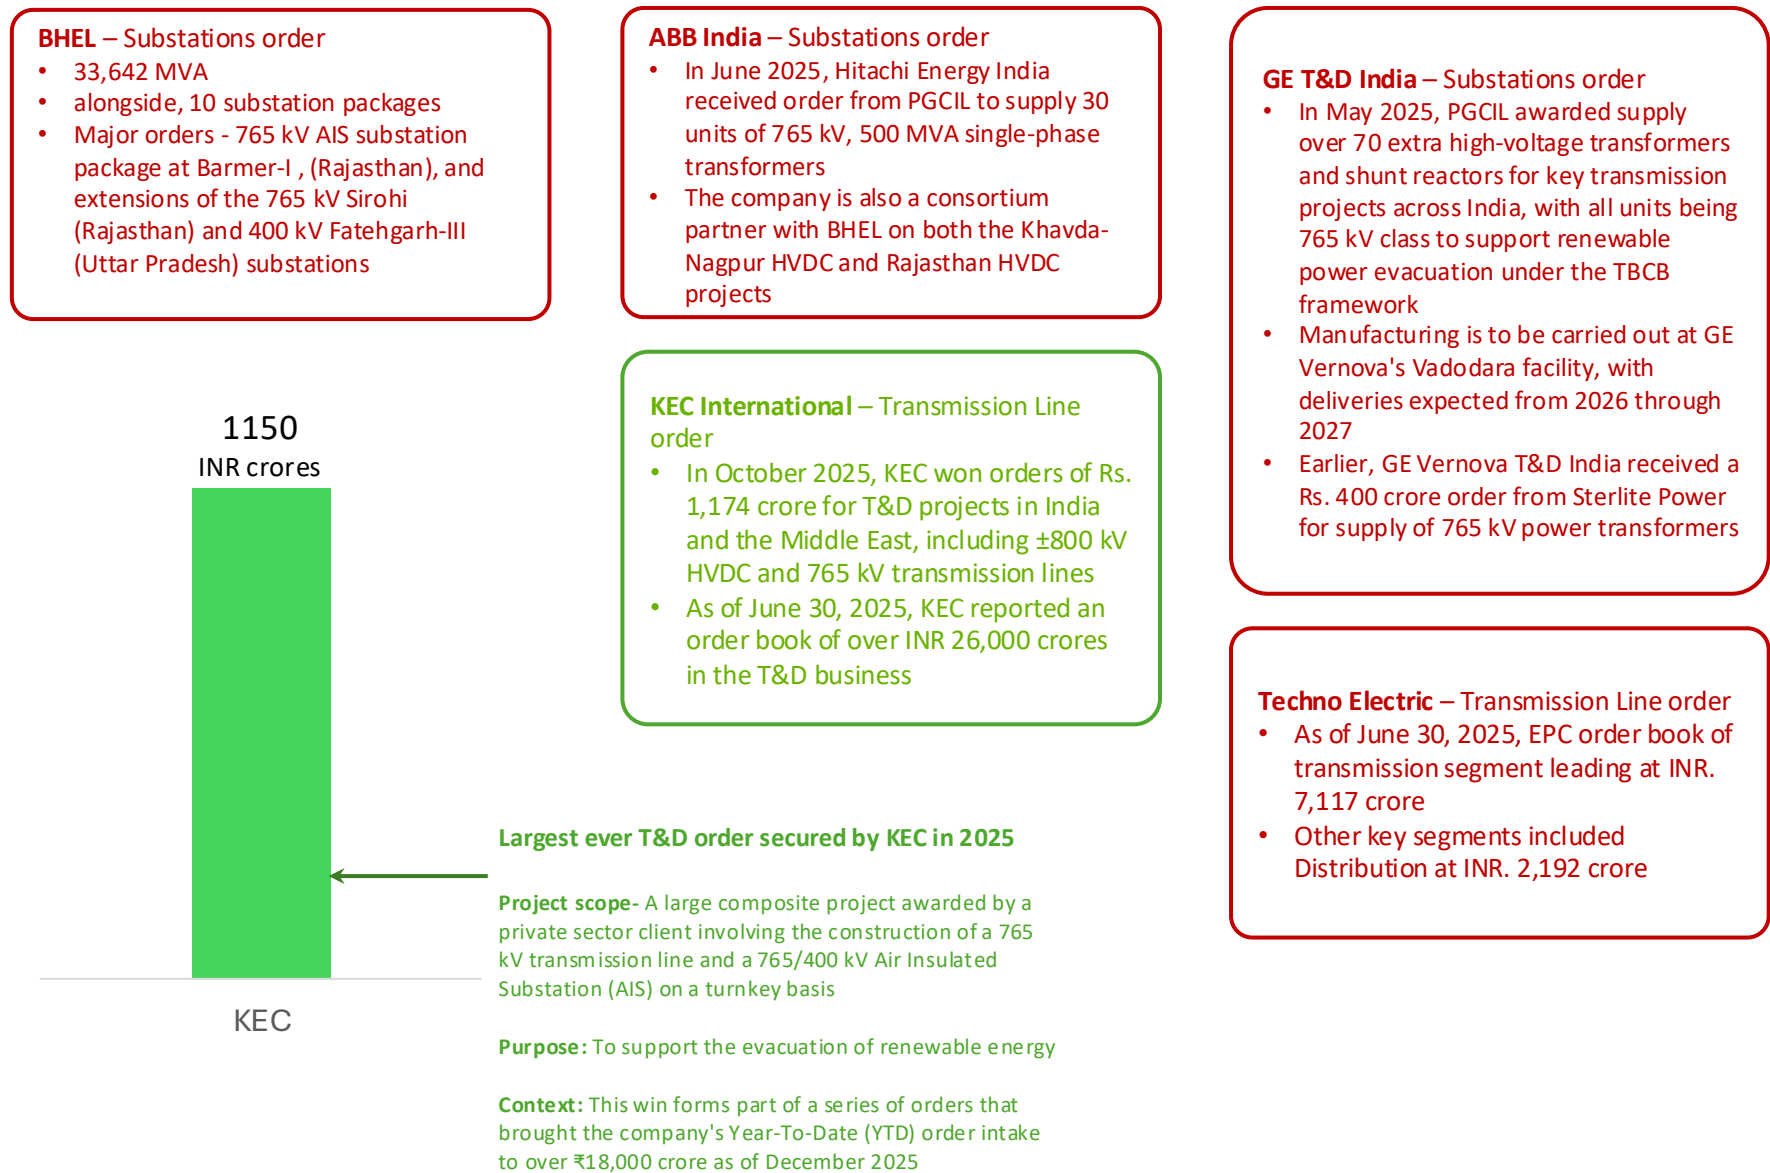 BHEL – Substations order
• 33,642 MVA
• alongside, 10 substation packages
• Major orders - 765 kV AIS substation
package at Barmer-I , (Rajasthan), and
extensions of the 765 kV Sirohi
(Rajasthan) and 400 kV Fatehgarh-III
(Uttar Pradesh) substations
ABB India – Substations order
• In June 2025, Hitachi Energy India
received order from PGCIL to supply 30
units of 765 kV, 500 MVA single-phase
transformers
• The company is also a consortium
partner with BHEL on both the Khavda-
Nagpur HVDC and Rajasthan HVDC
projects
GE T&D India – Substations order
• In May 2025, PGCIL awarded supply
over 70 extra high-voltage transformers
and shunt reactors for key transmission
projects across India, with all units being
765 kV class to support renewable
power evacuation under the TBCB
framework
• Manufacturing is to be carried out at GE
Vernova's Vadodara facility, with
deliveries expected from 2026 through
2027
• Earlier, GE Vernova T&D India received a
Rs. 400 crore order from Sterlite Power
for supply of 765 kV power transformers
KEC International – Transmission Line
order
• In October 2025, KEC won orders of Rs.
1,174 crore for T&D projects in India
and the Middle East, including ±800 kV
HVDC and 765 kV transmission lines
• As of June 30, 2025, KEC reported an
order book of over INR 26,000 crores
in the T&D business
Techno Electric – Transmission Line order
• As of June 30, 2025, EPC order book of
transmission segment leading at INR.
7,117 crore
• Other key segments included
Distribution at INR. 2,192 crore
1150
INR crores
KEC
Largest ever T&D order secured by KEC in 2025
Project scope- A large composite project awarded by a
private sector client involving the construction of a 765
kV transmission line and a 765/400 kV Air Insulated
Substation (AIS) on a turnkey basis
Purpose: To support the evacuation of renewable energy
Context: This win forms part of a series of orders that
brought the company's Year-To-Date (YTD) order intake
to over ₹18,000 crore as of December 2025